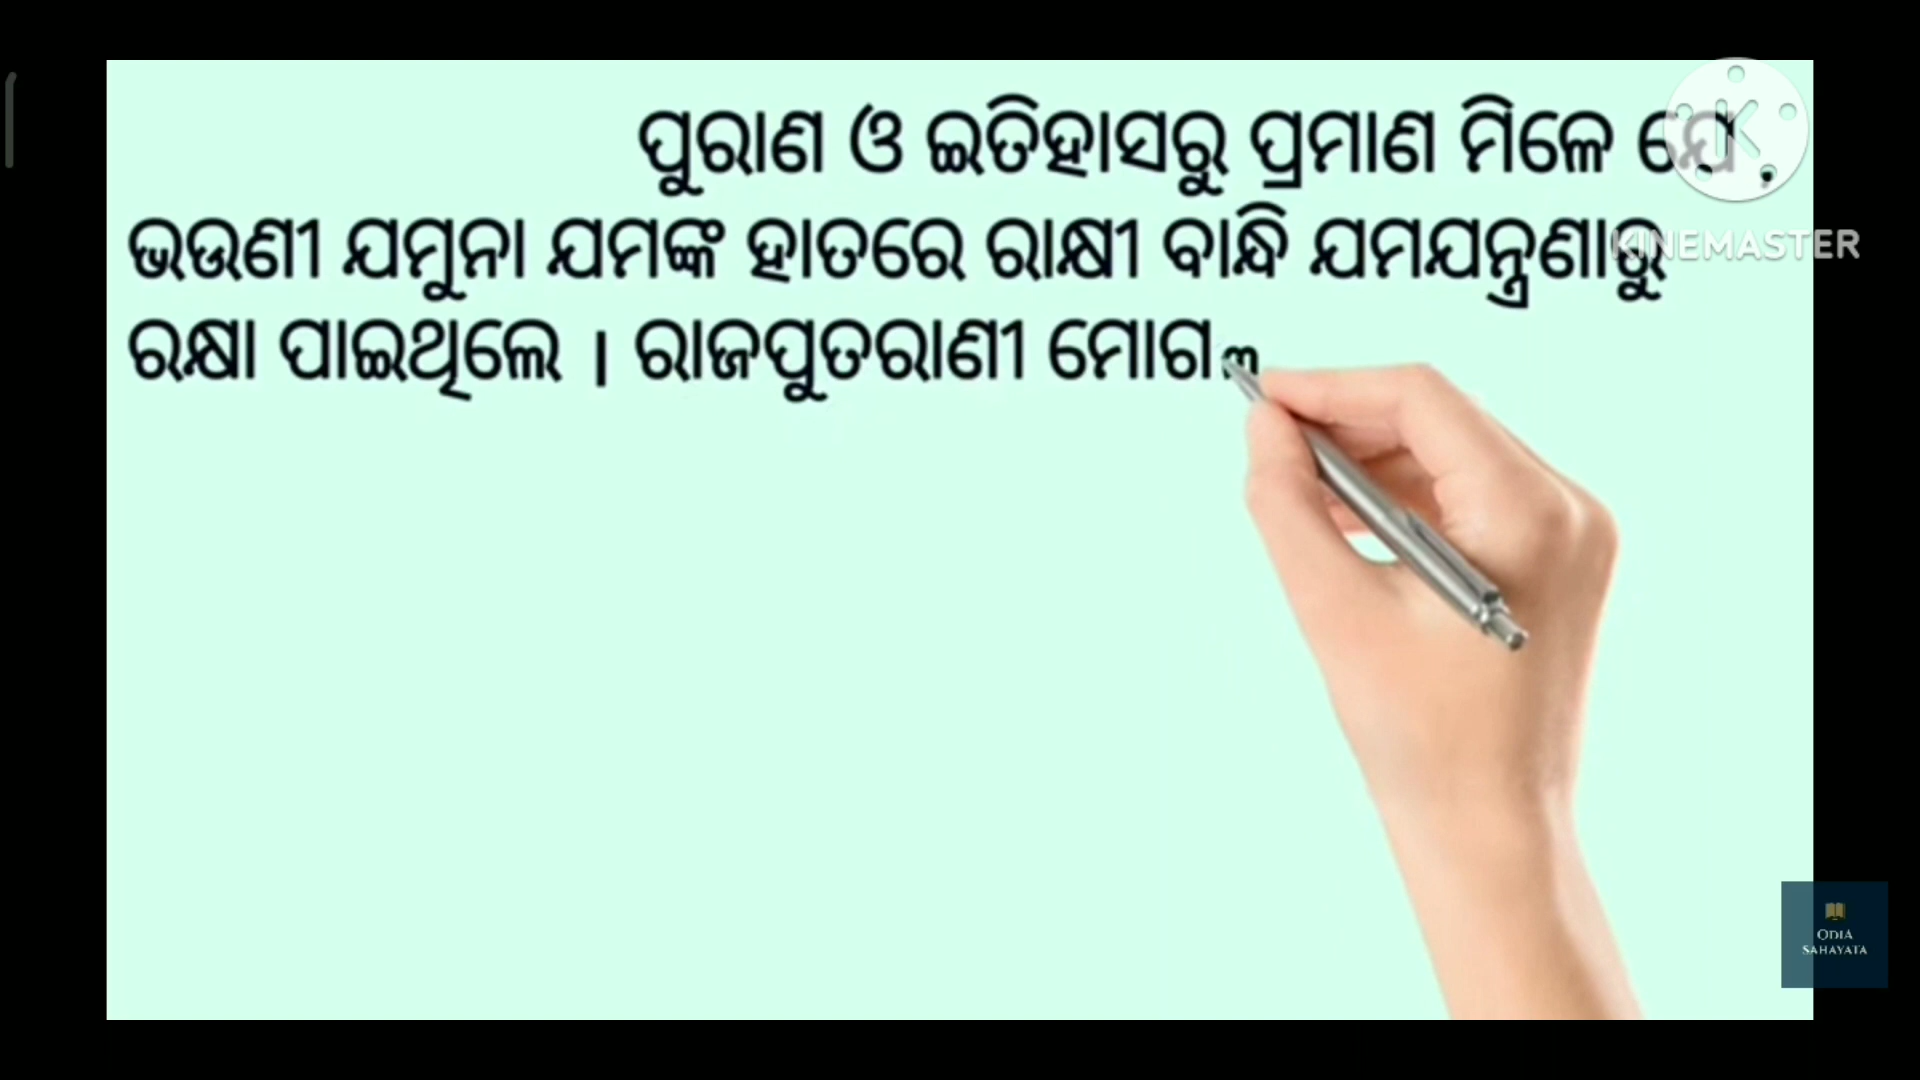 ପୁରାଣ ଓ ଇତିହାସରୁ ପ୍ରମାଣ ମିଳେ ଯେ ,
ଭଉଣୀ ଯମୁନା ଯମଙ୍କ ହାତରେ ରାକ୍ଷୀ ବାନ୍ଧି ଯମଯନ୍ତ୍ରଣାରୁ
ରକ୍ଷା ପାଇଥିଲେ । ରାଜପୁତରାଣୀ ମୋଗ
KINEMASTER
ODIA
SAHAYATA